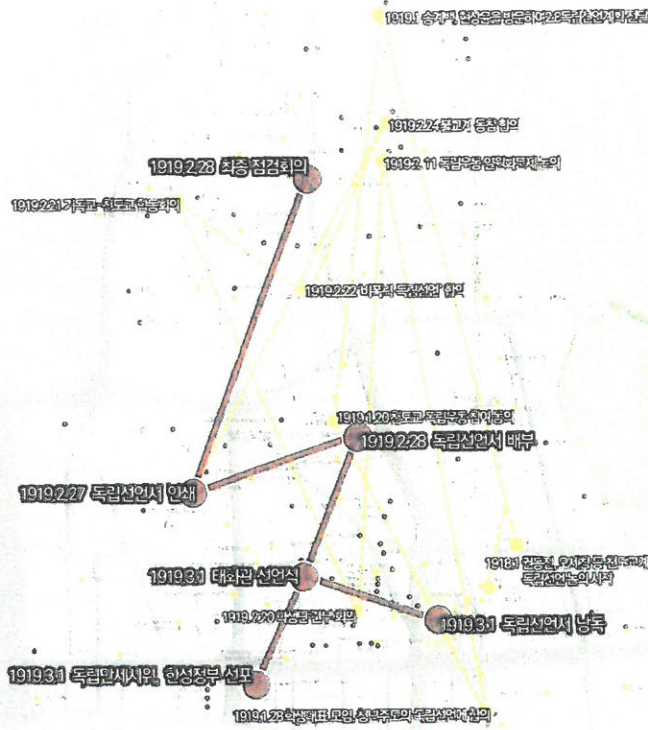 1919.1 송계백, 현상윤을 방문하여 2.8독립선언계획 전달
1919.2.24 불교계 동참 합의
1919.2.11 독립운동 일원화 문제 논의
1919.2.28 최종 점검회의
1919.2.21 기독교-천도교 합동회의
1919.2.22 '비폭력 독립선언' 합의
1919.1.20 천도교 독립운동 참여 동의
1919.2.28 독립선언서 배부
1919.2.27 독립선언서 인쇄
1918.1 권동진, 오세창 등 천도교계
독립선언 논의 시작
1919.3.1 태화관 선언식
1919.2.20 학생단 간부회의
1919.3.1 독립선언서 낭독
1919.3.1 독립만세시위, 한성정부 선포
1919.1.28 학생대표 모임, 청년주도의 독립선언에 합의